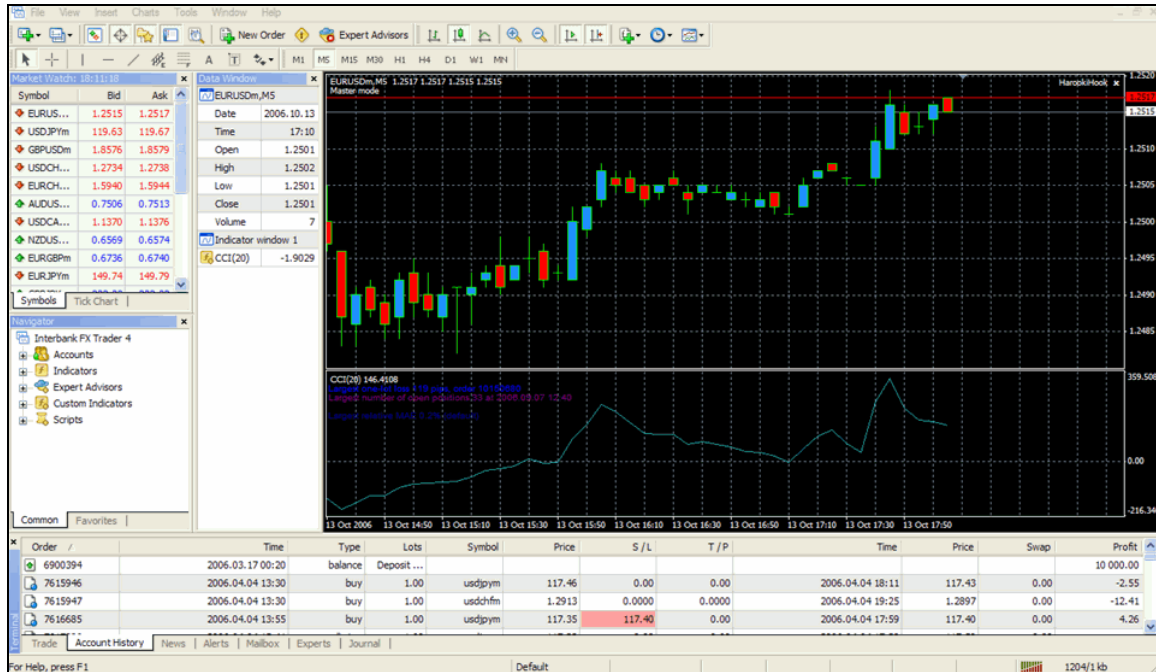 File View Insert Charts Tools Window Help
New Order Expert Advisors
A T M1 M5 M15 M30 H1 H4 D1 W1 MN
Market Watch: 18:11:18
Symbol Bid Ask
EURUS... 1.2515 1.2517
USDJPYm 119.63 119.67
GBPUSDm 1.8576 1.8579
USDCH... 1.2734 1.2738
EURCH... 1.5940 1.5944
AUDUS... 0.7506 0.7513
USDCA... 1.1370 1.1376
NZDUS... 0.6569 0.6574
EURGBPm 0.6736 0.6740
EURJPYm 149.74 149.79
Symbols Tick Chart
Data Window
EURUSDm,M5
Date 2006.10.13
Time 17:10
Open 1.2501
High 1.2502
Low 1.2501
Close 1.2501
Volume 7
Indicator window 1
CCI(20) -1.9029
Navigator
Interbank FX Trader 4
Accounts
Indicators
Expert Advisors
Custom Indicators
Scripts
Common Favorites
EURUSDm,M5 1.2517 1.2517 1.2515 1.2515
Master mode
HarookiHook
1.2520
1.2517
1.2515
1.2510
1.2505
1.2500
1.2495
1.2490
1.2485
CCI(20) 146.4108
Largest number of open positions 33 at 2006.09.07 12:40
359.508
0.00
-216.34
13 Oct 2006 13 Oct 14:50 13 Oct 15:10 13 Oct 15:30 13 Oct 15:50 13 Oct 16:10 13 Oct 16:30 13 Oct 16:50 13 Oct 17:10 13 Oct 17:30 13 Oct 17:50
Order / Time Type Lots Symbol Price S / L T / P Time Price Swap Profit
6900394 2006.03.17 00:20 balance Deposit ... 10 000.00
7615946 2006.04.04 13:30 buy 1.00 usdjpym 117.46 0.00 0.00 2006.04.04 18:11 117.43 0.00 -2.55
7615947 2006.04.04 13:30 buy 1.00 usdchfm 1.2913 0.0000 0.0000 2006.04.04 19:25 1.2897 0.00 -12.41
7616685 2006.04.04 13:55 buy 1.00 usdjpym 117.35 117.40 0.00 2006.04.04 17:59 117.40 0.00 4.26
Terminal
Trade Account History News Alerts Mailbox Experts Journal
For Help, press F1 Default 1204/1 kb